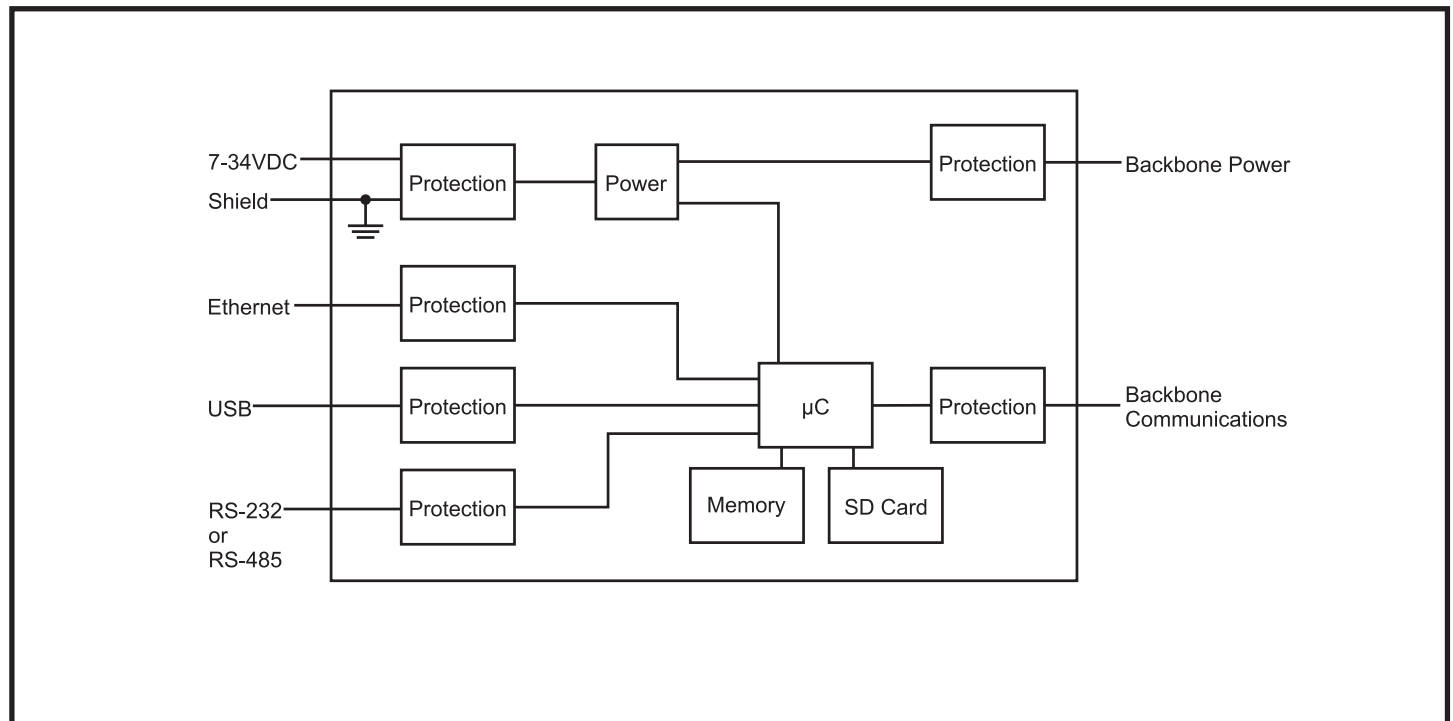 7-34VDC
Shield
Protection
Power
Protection
Backbone Power
Ethernet
Protection
USB
Protection
µC
Protection
Backbone
Communications
RS-232
or
RS-485
Protection
Memory
SD Card